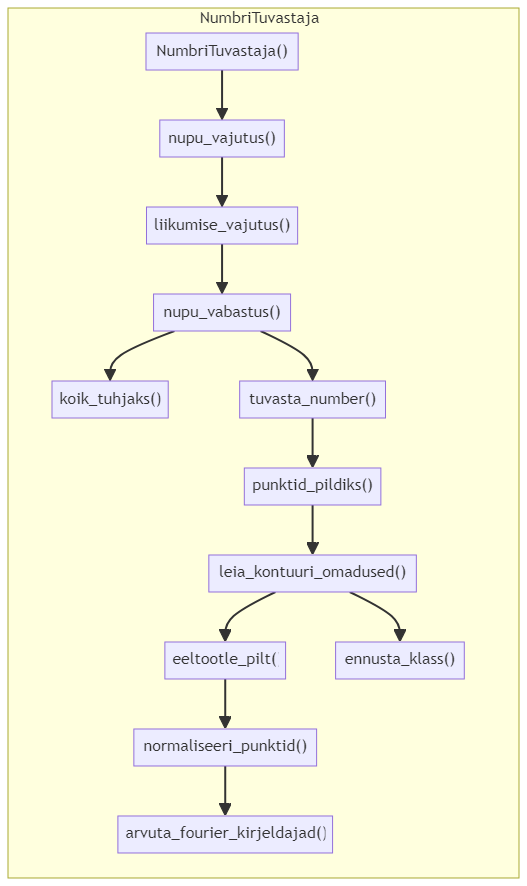 NumbriTuvastaja
NumbriTuvastaja()
nupu_vajutus()
liikumise_vajutus()
nupu_vabastus()
koik_tuhjaks()
tuvasta_number()
punktid_pildiks()
leia_kontuuri_omadused()
eeltootle_pilt(
ennusta_klass()
normaliseeri_punktid()
arvuta_fourier_kirjeldajad()